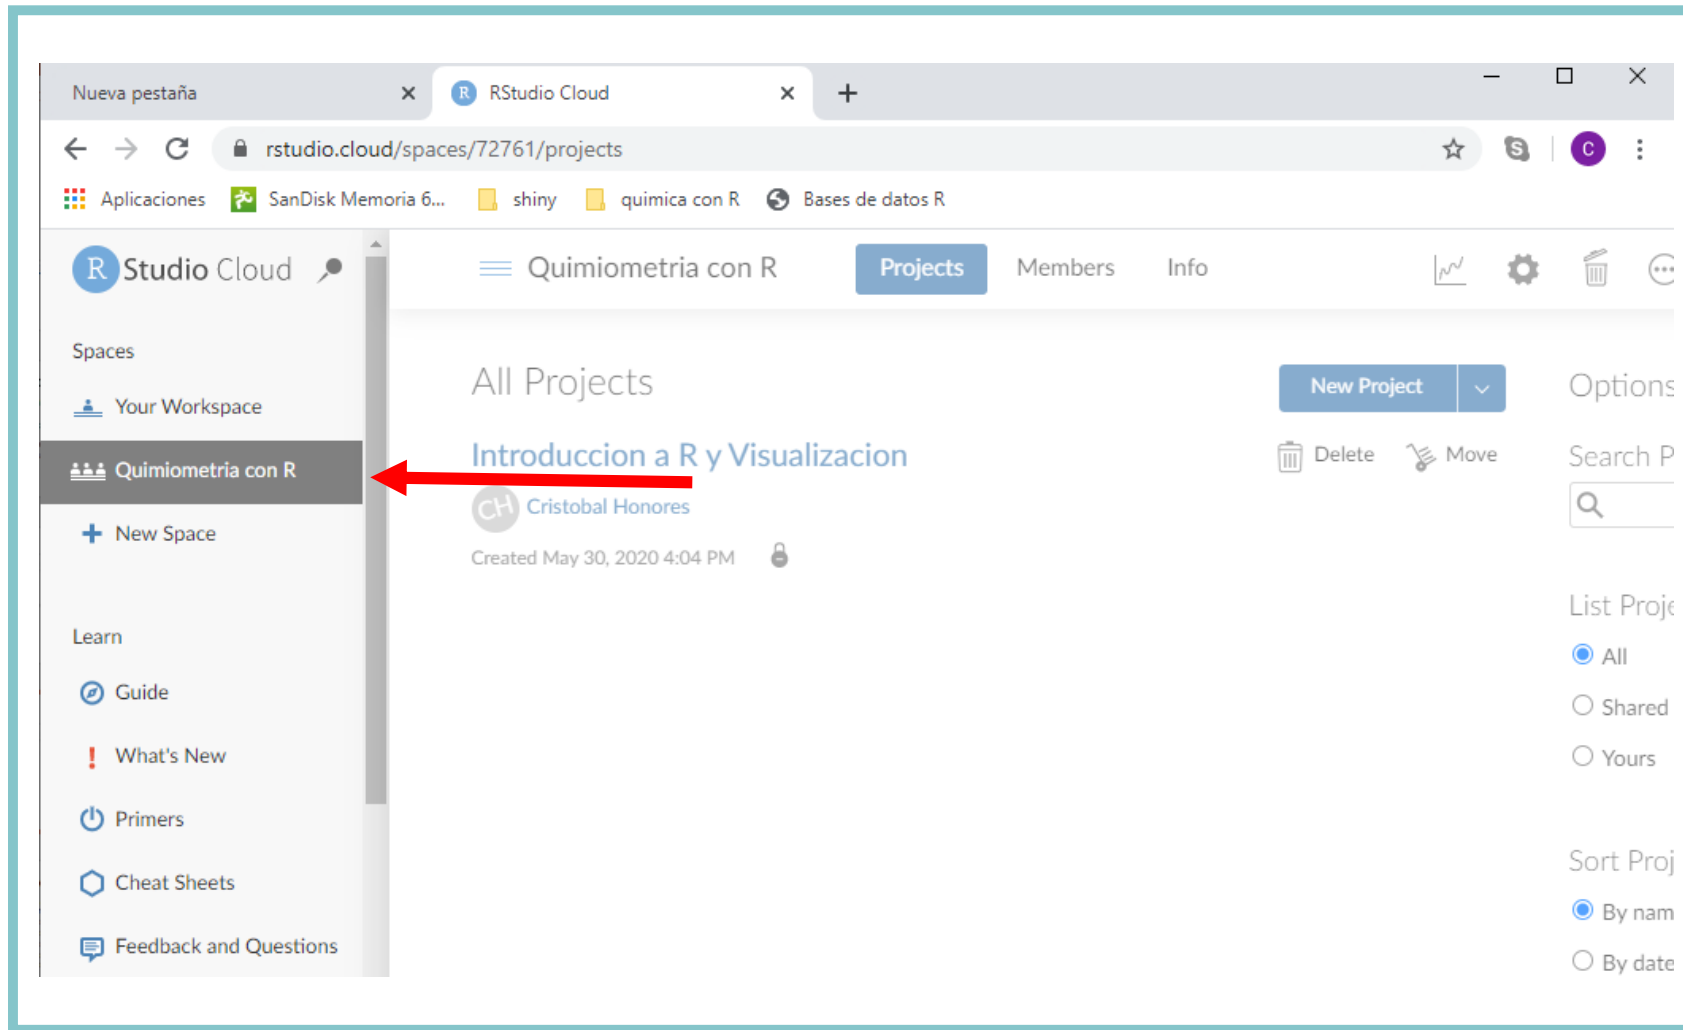 Nueva pestaña
R RStudio Cloud
rstudio.cloud/spaces/72761/projects
C
Aplicaciones SanDisk Memoria 6... shiny quimica con R Bases de datos R
R Studio Cloud
Quimiometria con R Projects Members Info
Spaces
Your Workspace
Quimiometria con R
New Space
Learn
Guide
What's New
Primers
Cheat Sheets
Feedback and Questions
All Projects
New Project
Introduccion a R y Visualizacion
Delete Move
CH Cristobal Honores
Created May 30, 2020 4:04 PM
Options
Search P
List Proje
All
Shared
Yours
Sort Proj
By nam
By date